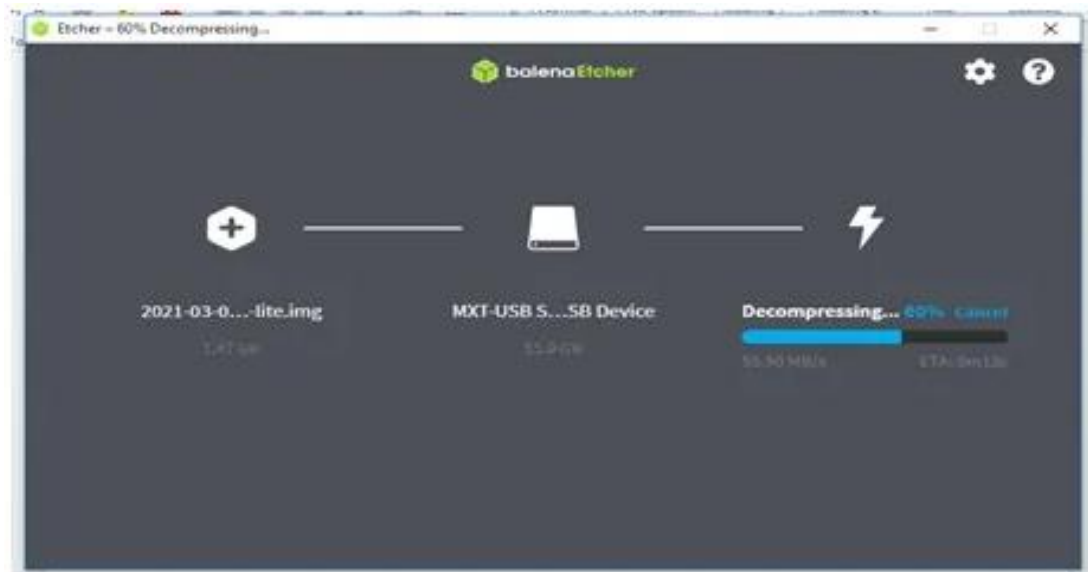 Etcher – 60% Decompressing...
balenaEtcher
2021-03-0...-lite.img
MXT-USB S...SB Device
Decompressing... 60% Cancel